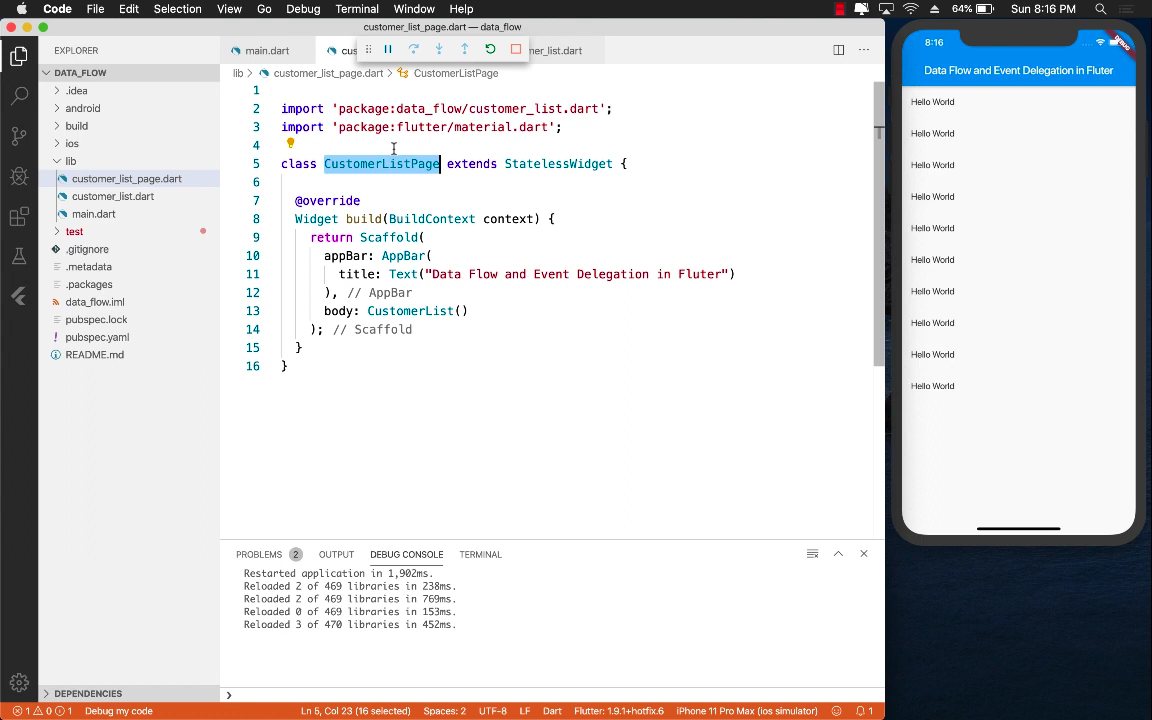 Code File Edit Selection View Go Debug Terminal Window Help 64% Sun 8:16 PM
customer_list_page.dart — data_flow
EXPLORER
DATA_FLOW
.idea
android
build
ios
lib
customer_list_page.dart
customer_list.dart
main.dart
test
.gitignore
.metadata
.packages
data_flow.iml
pubspec.lock
pubspec.yaml
README.md
DEPENDENCIES
main.dart
lib > customer_list_page.dart > CustomerListPage
1
2 import 'package:data_flow/customer_list.dart';
3 import 'package:flutter/material.dart';
4
5 class CustomerListPage extends StatelessWidget {
6
7 @override
8 Widget build(BuildContext context) {
9 return Scaffold(
10 appBar: AppBar(
11 title: Text("Data Flow and Event Delegation in Fluter")
12 ), // AppBar
13 body: CustomerList()
14 ); // Scaffold
15 }
16 }
PROBLEMS 2 OUTPUT DEBUG CONSOLE TERMINAL
Restarted application in 1,902ms.
Reloaded 2 of 469 libraries in 238ms.
Reloaded 2 of 469 libraries in 769ms.
Reloaded 0 of 469 libraries in 153ms.
Reloaded 3 of 470 libraries in 452ms.
1 0 1 Debug my code Ln 5, Col 23 (16 selected) Spaces: 2 UTF-8 LF Dart Flutter: 1.9.1+hotfix.6 iPhone 11 Pro Max (ios simulator) 1
8:16
DEBUG
Data Flow and Event Delegation in Fluter
Hello World
Hello World
Hello World
Hello World
Hello World
Hello World
Hello World
Hello World
Hello World
Hello World